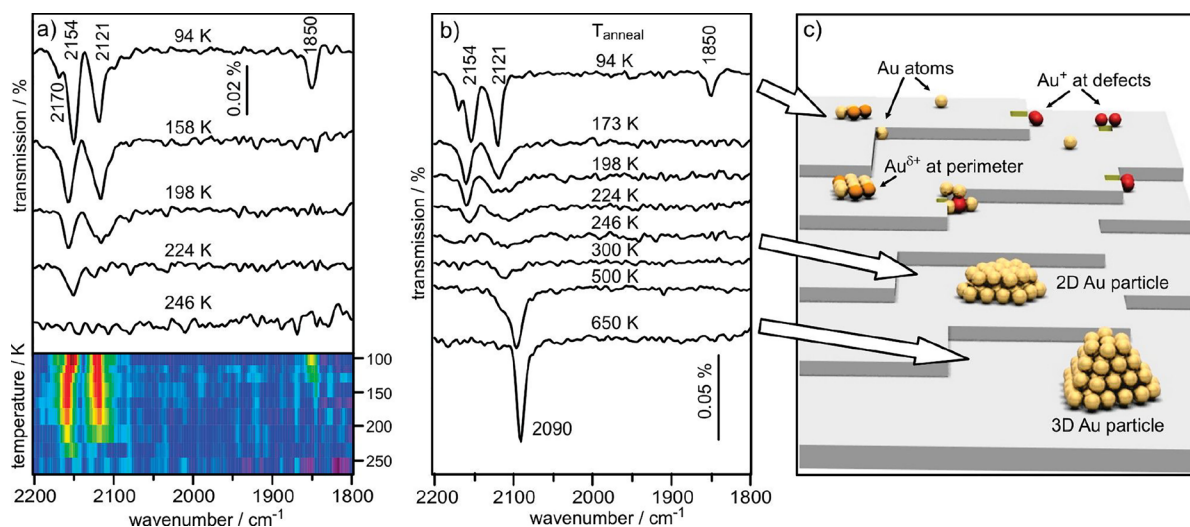 a)
2154
2121
94 K
1850
2170
0.02 %
158 K
198 K
224 K
246 K
transmission / %
temperature / K
100
150
200
250
2200
2100
2000
1900
1800
wavenumber / cm⁻¹
b)
T anneal
2154
2121
94 K
1850
173 K
198 K
224 K
246 K
300 K
500 K
650 K
2090
0.05 %
transmission / %
2200
2100
2000
1900
1800
wavenumber / cm⁻¹
c)
Au atoms
Au⁺ at defects
Auᵟ⁺ at perimeter
2D Au particle
3D Au particle